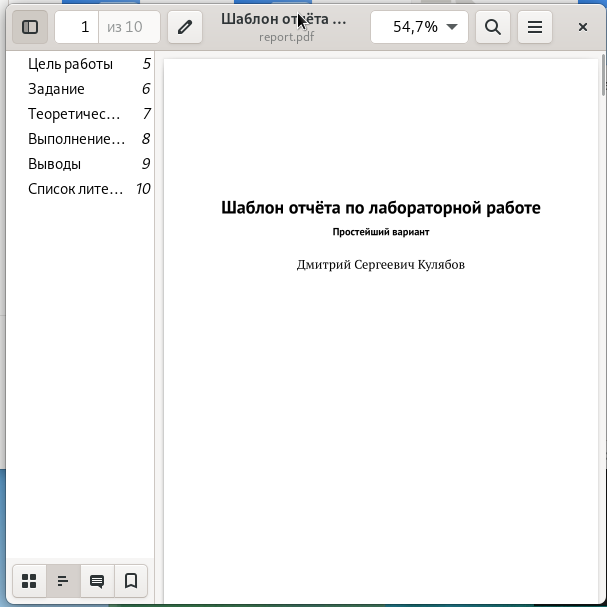 1 из 10
Шаблон отчёта ...
report.pdf
54,7%
Цель работы 5
Задание 6
Теоретичес... 7
Выполнение... 8
Выводы 9
Список лите... 10
Шаблон отчёта по лабораторной работе
Простейший вариант
Дмитрий Сергеевич Кулябов